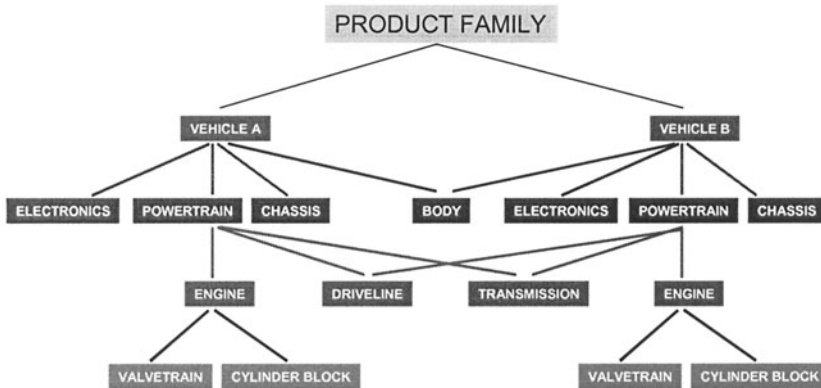 PRODUCT FAMILY
VEHICLE A
VEHICLE B
ELECTRONICS
POWERTRAIN
CHASSIS
BODY
ELECTRONICS
POWERTRAIN
CHASSIS
ENGINE
DRIVELINE
TRANSMISSION
ENGINE
VALVETRAIN
CYLINDER BLOCK
VALVETRAIN
CYLINDER BLOCK